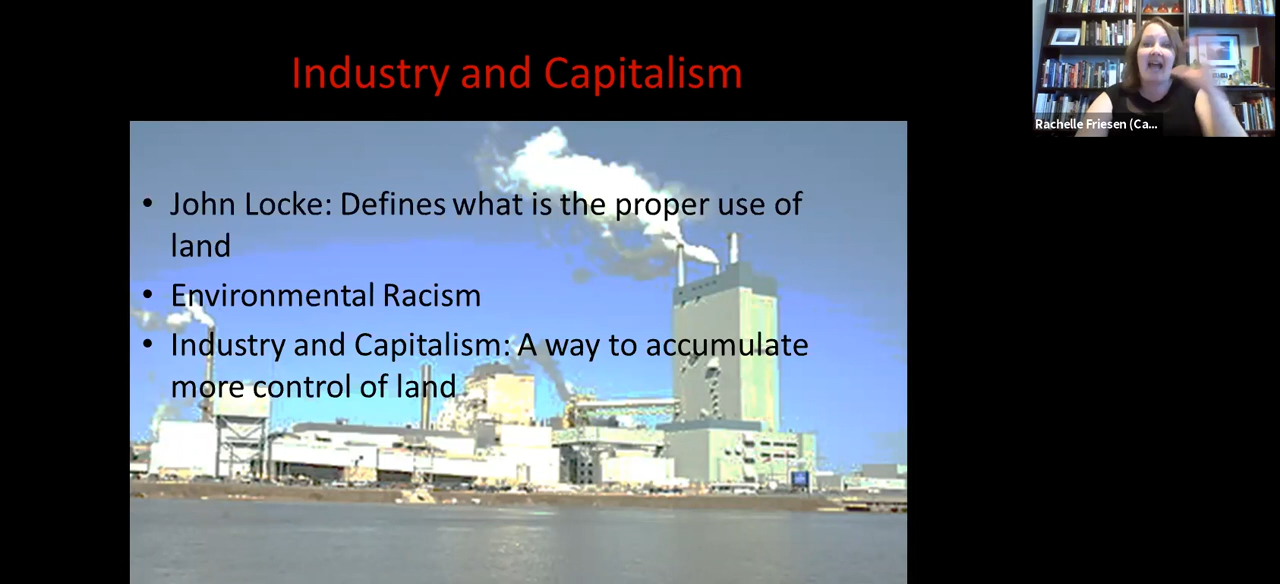 Industry and Capitalism
Rachelle Friesen (Ca...
• John Locke: Defines what is the proper use of
land
• Environmental Racism
• Industry and Capitalism: A way to accumulate
more control of land